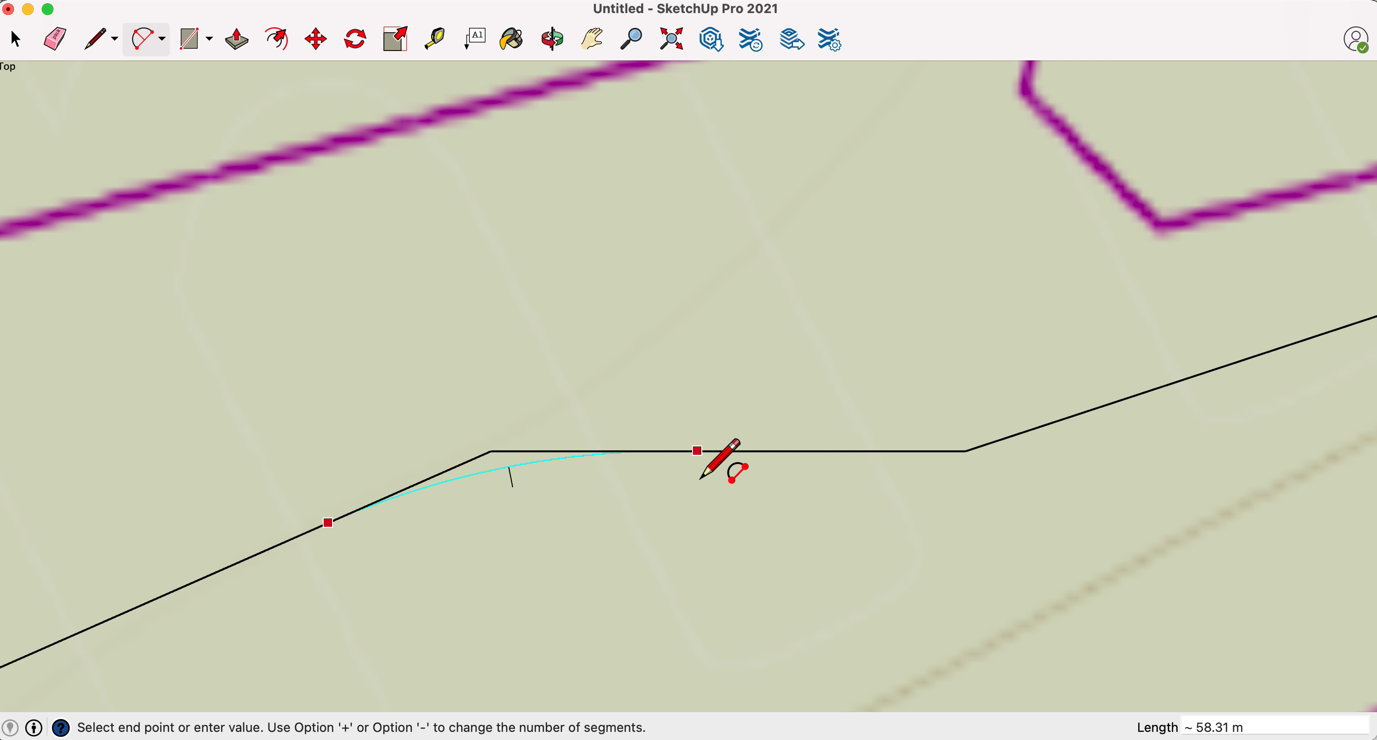 Untitled - SketchUp Pro 2021
A1
Top
Select end point or enter value. Use Option '+' or Option '-' to change the number of segments.
Length ~ 58.31 m